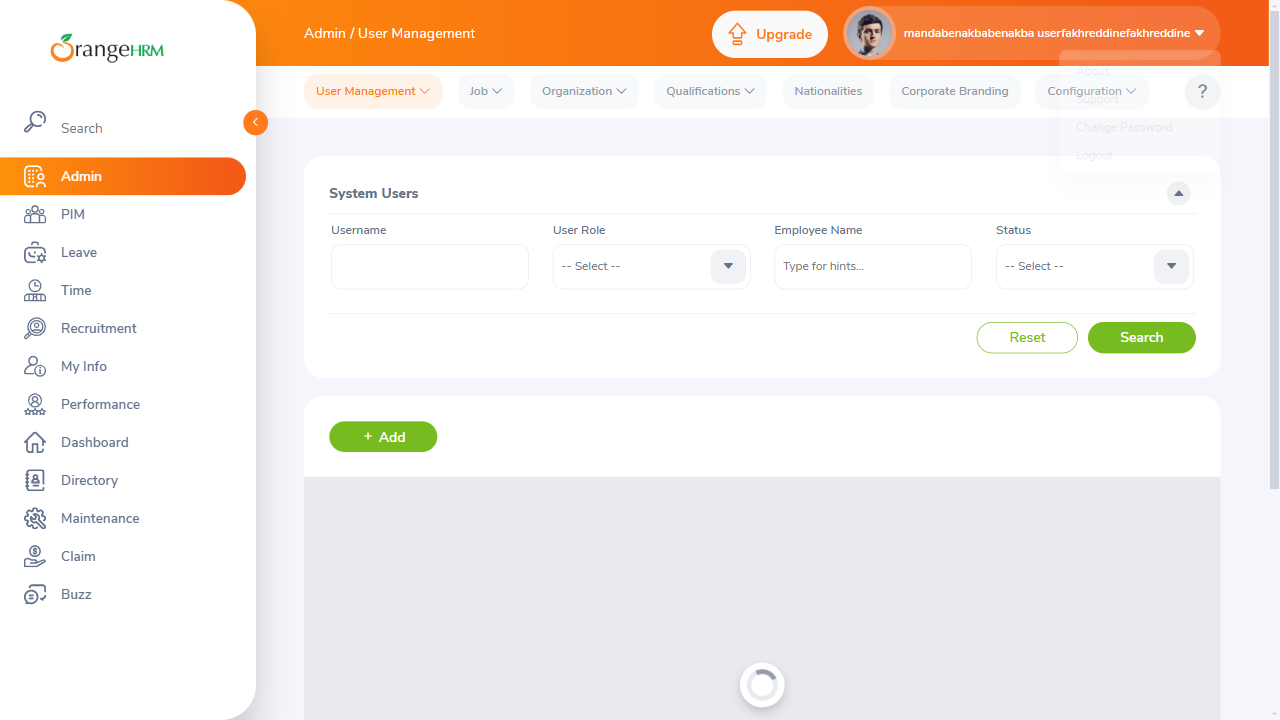 OrangeHRM
Search
Admin
PIM
Leave
Time
Recruitment
My Info
Performance
Dashboard
Directory
Maintenance
Claim
Buzz
Admin / User Management
Upgrade
mandabenakbabenakba userfakhreddinefakhreddine
About
Support
Change Password
Logout
User Management
Job
Organization
Qualifications
Nationalities
Corporate Branding
Configuration
?
System Users
Username
User Role
Employee Name
Status
-- Select --
Type for hints...
-- Select --
Reset
Search
+ Add